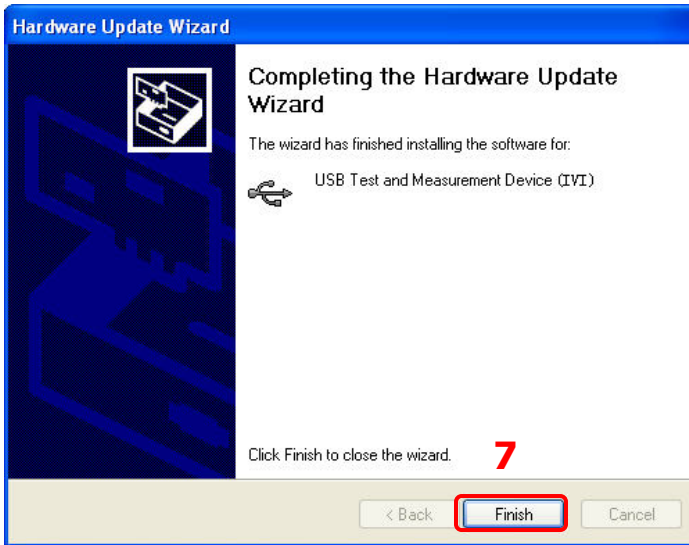 Hardware Update Wizard
Completing the Hardware Update
Wizard
The wizard has finished installing the software for:
USB Test and Measurement Device (IVI)
Click Finish to close the wizard.
7
< Back
Finish
Cancel